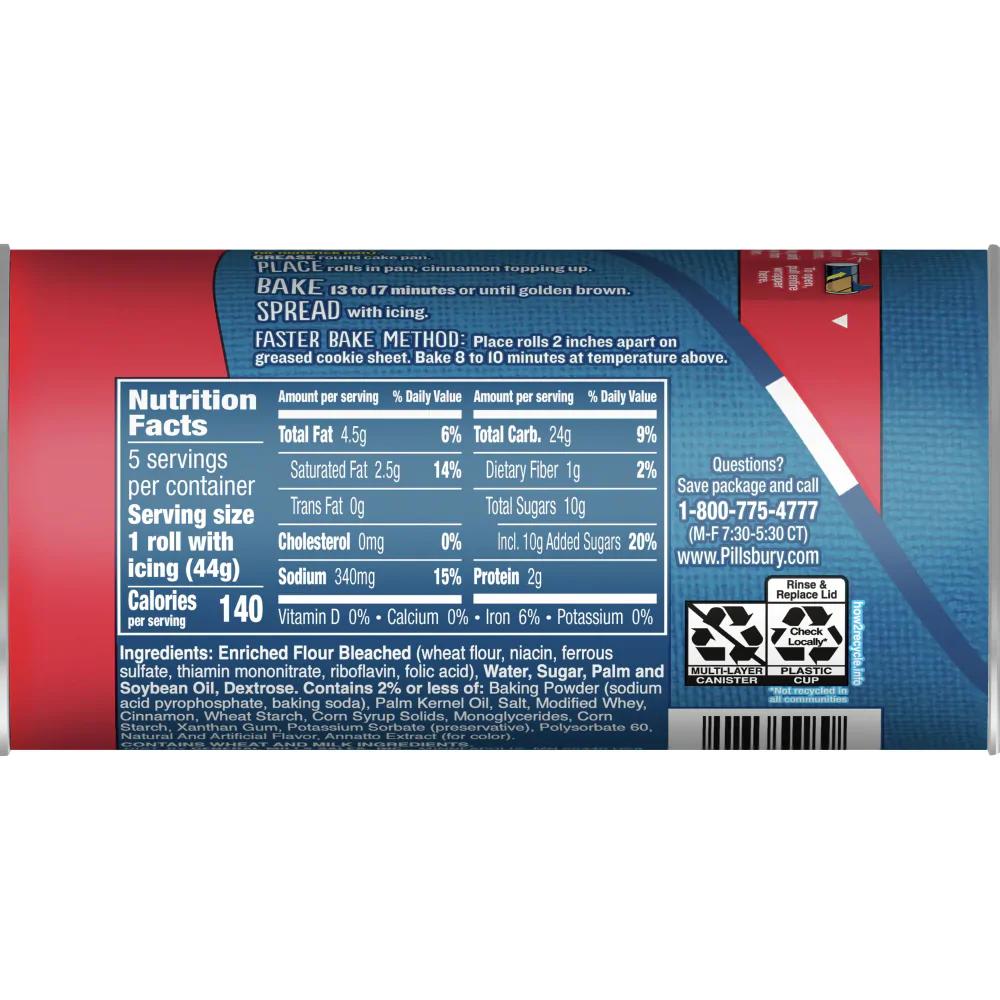 GREASE round cake pan.
PLACE rolls in pan, cinnamon topping up.
BAKE 13 to 17 minutes or until golden brown.
SPREAD with icing.
FASTER BAKE METHOD: Place rolls 2 inches apart on
greased cookie sheet. Bake 8 to 10 minutes at temperature above.
To open,
pull entire
wrapper
here.
Nutrition
Facts
5 servings
per container
Serving size
1 roll with
icing (44g)
Calories
per serving
140
Amount per serving % Daily Value
Total Fat 4.5g 6%
Saturated Fat 2.5g 14%
Trans Fat 0g
Cholesterol 0mg 0%
Sodium 340mg 15%
Amount per serving % Daily Value
Total Carb. 24g 9%
Dietary Fiber 1g 2%
Total Sugars 10g
Incl. 10g Added Sugars 20%
Protein 2g
Vitamin D 0% • Calcium 0% • Iron 6% • Potassium 0%
Ingredients: Enriched Flour Bleached (wheat flour, niacin, ferrous
sulfate, thiamin mononitrate, riboflavin, folic acid), Water, Sugar, Palm and
Soybean Oil, Dextrose. Contains 2% or less of: Baking Powder (sodium
acid pyrophosphate, baking soda), Palm Kernel Oil, Salt, Modified Whey,
Cinnamon, Wheat Starch, Corn Syrup Solids, Monoglycerides, Corn
Starch, Xanthan Gum, Potassium Sorbate (preservative), Polysorbate 60,
Natural And Artificial Flavor, Annatto Extract (for color).
CONTAINS WHEAT AND MILK INGREDIENTS.
Questions?
Save package and call
1-800-775-4777
(M-F 7:30-5:30 CT)
www.Pillsbury.com
Rinse &
Replace Lid
Check
Locally*
MULTI-LAYER
CANISTER
PLASTIC
CUP
*Not recycled in
all communities
how2recycle.info